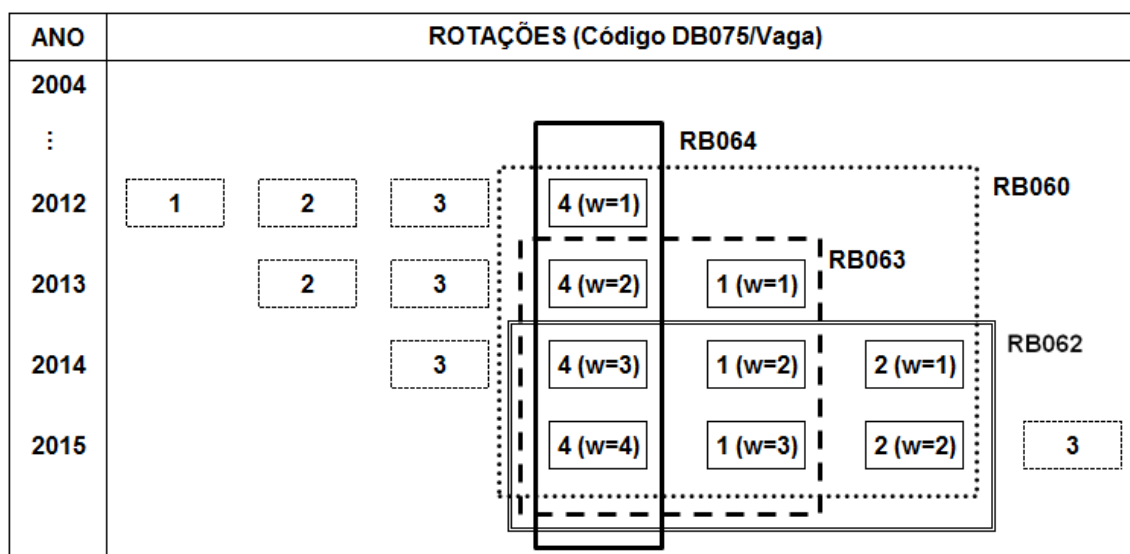 ANO ROTAÇÕES (Código DB075/Vaga)
2004
⋮ RB064
2012 1 2 3 4 (w=1) RB060
2013 2 3 4 (w=2) 1 (w=1) RB063
2014 3 4 (w=3) 1 (w=2) 2 (w=1) RB062
2015 4 (w=4) 1 (w=3) 2 (w=2) 3